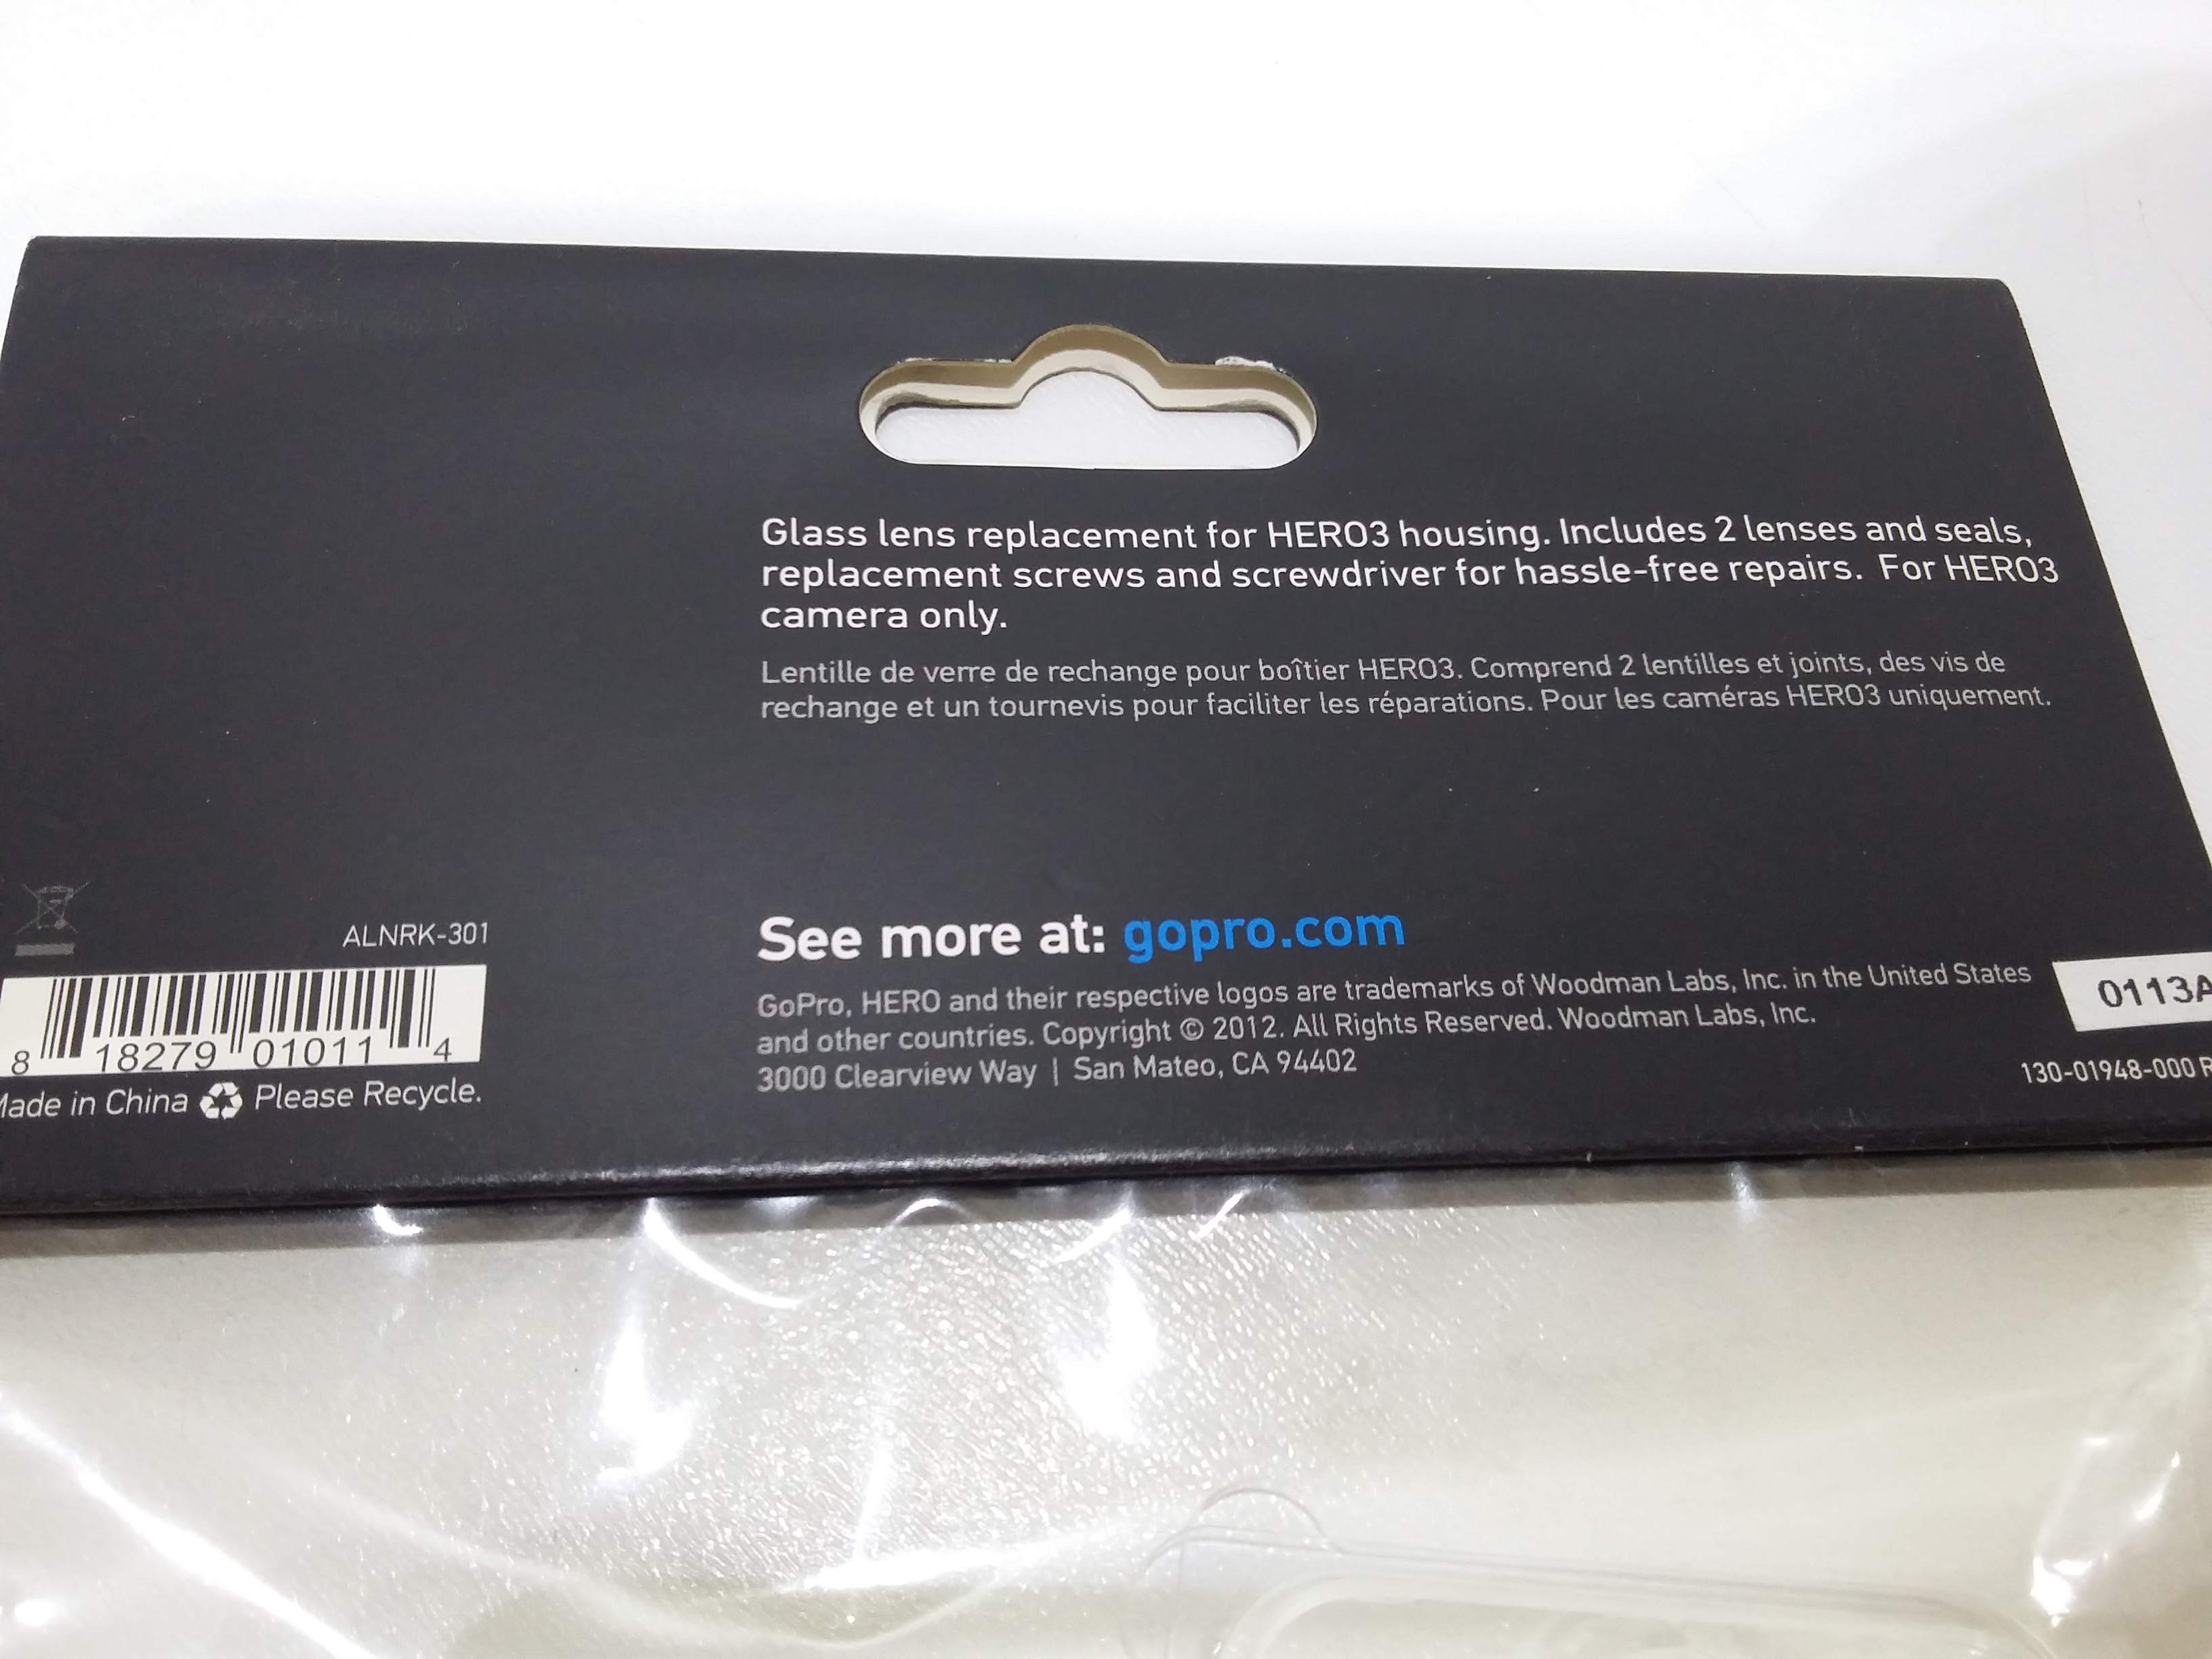 Glass lens replacement for HERO3 housing. Includes 2 lenses and seals,
replacement screws and screwdriver for hassle-free repairs. For HERO3
camera only.
Lentille de verre de rechange pour boîtier HERO3. Comprend 2 lentilles et joints, des vis de
rechange et un tournevis pour faciliter les réparations. Pour les caméras HERO3 uniquement.
ALNRK-301
8 18279 01011 4
Made in China Please Recycle.
See more at: gopro.com
GoPro, HERO and their respective logos are trademarks of Woodman Labs, Inc. in the United States
and other countries. Copyright © 2012. All Rights Reserved. Woodman Labs, Inc.
3000 Clearview Way | San Mateo, CA 94402
0113A
130-01948-000 R